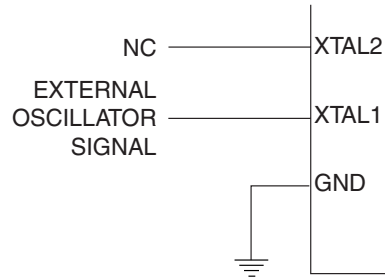 NC
XTAL2
EXTERNAL
OSCILLATOR
SIGNAL
XTAL1
GND